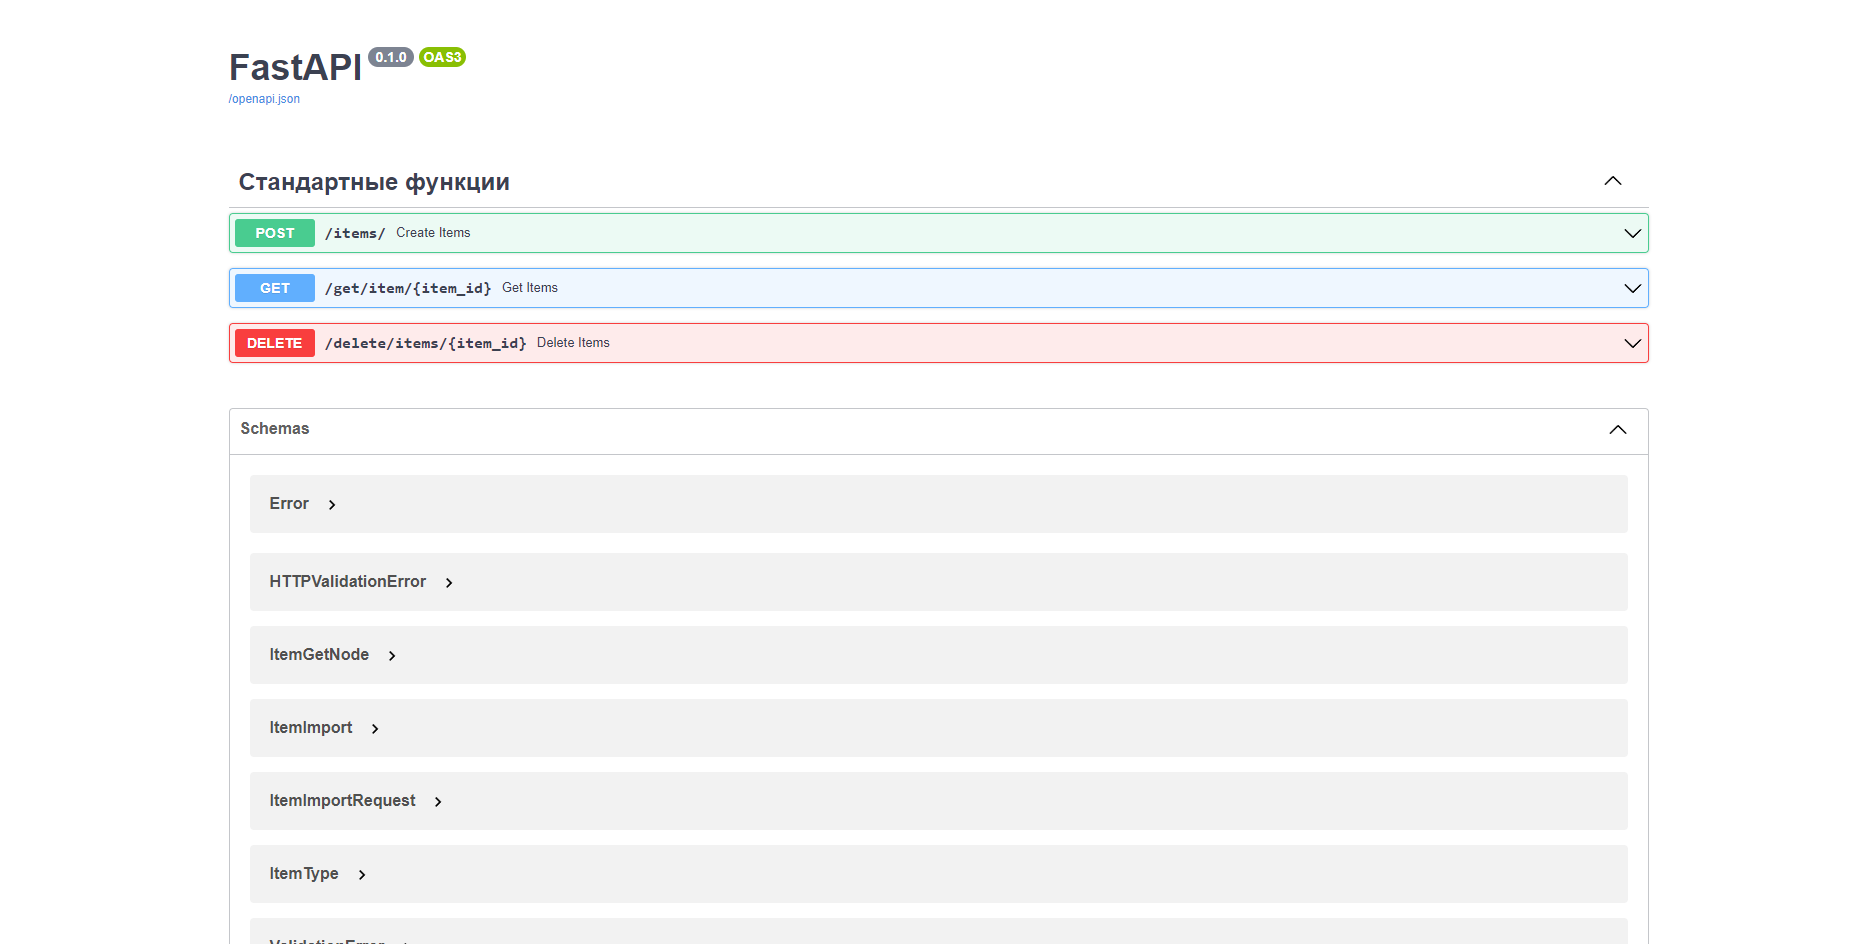 FastAPI 0.1.0 OAS3
/openapi.json
Стандартные функции
POST /items/ Create Items
GET /get/item/{item_id} Get Items
DELETE /delete/items/{item_id} Delete Items
Schemas
Error
HTTPValidationError
ItemGetNode
ItemImport
ItemImportRequest
ItemType
ValidationError